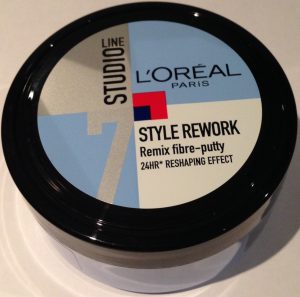 STUDIO LINE
7
L'ORÉAL
PARIS
STYLE REWORK
Remix fibre-putty
24HR* RESHAPING EFFECT